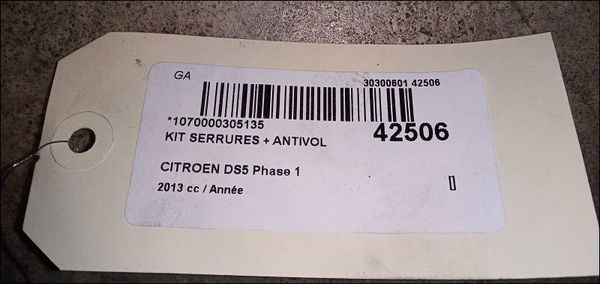 GA 30300601 42506
*1070000305135 42506
KIT SERRURES + ANTIVOL
CITROEN DS5 Phase 1
2013 cc / Année